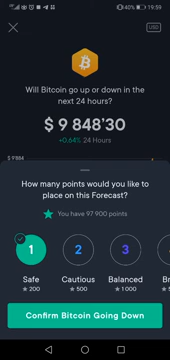 40% 19:59
USD
Will Bitcoin go up or down in
the next 24 hours?
$ 9 848'30
+0,64% 24 Hours
$ 9 864
How many points would you like to
place on this Forecast?
You have 97 900 points
1 2 3
Safe Cautious Balanced
200 500 1 000
Confirm Bitcoin Going Down